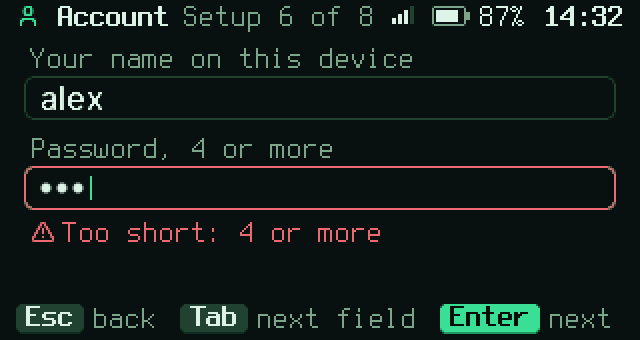 Account Setup 6 of 8 87% 14:32
Your name on this device
alex
Password, 4 or more
•••
Too short: 4 or more
Esc back Tab next field Enter next